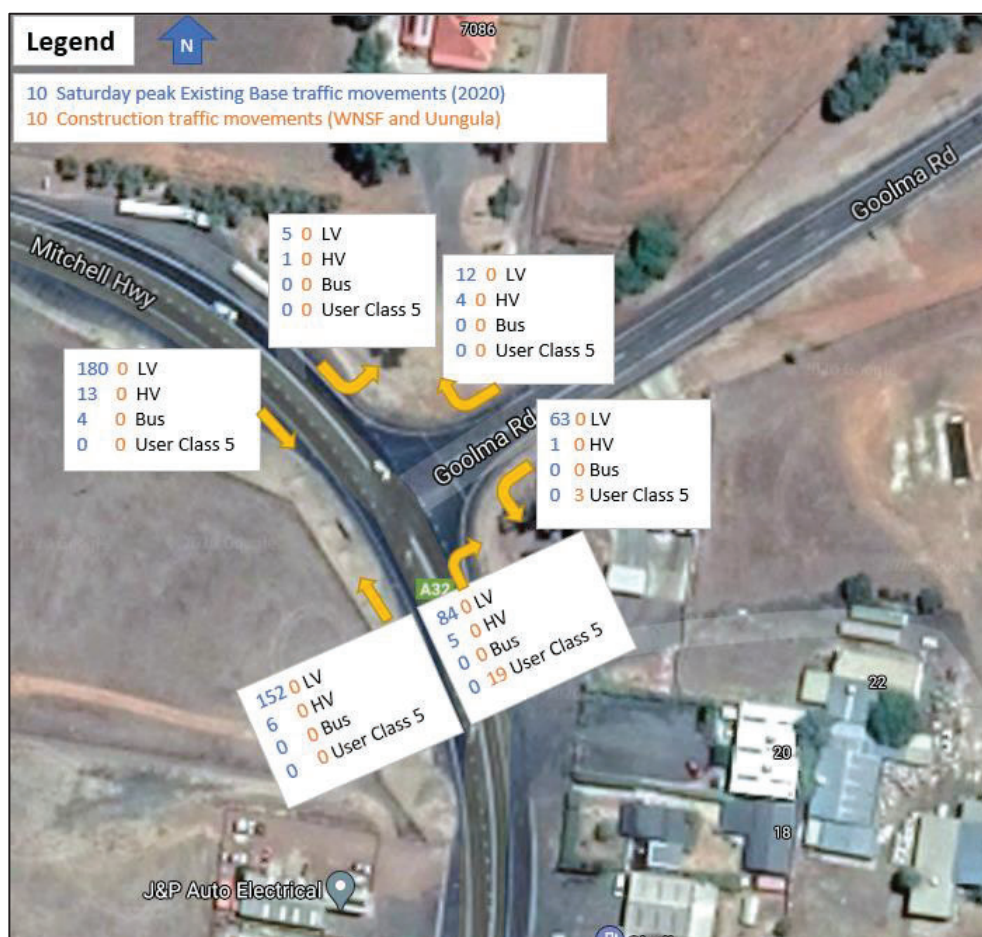 Legend
N
7086
10 Saturday peak Existing Base traffic movements (2020)
10 Construction traffic movements (WNSF and Uungula)
Goolma Rd
Mitchell Hwy
5 0 LV
1 0 HV
0 0 Bus
0 0 User Class 5
12 0 LV
4 0 HV
0 0 Bus
0 0 User Class 5
180 0 LV
13 0 HV
4 0 Bus
0 0 User Class 5
Goolma Rd
63 0 LV
1 0 HV
0 0 Bus
0 3 User Class 5
A32
84 0 LV
5 0 HV
0 0 Bus
0 19 User Class 5
152 0 LV
6 0 HV
0 0 Bus
0 0 User Class 5
22
20
18
J&P Auto Electrical